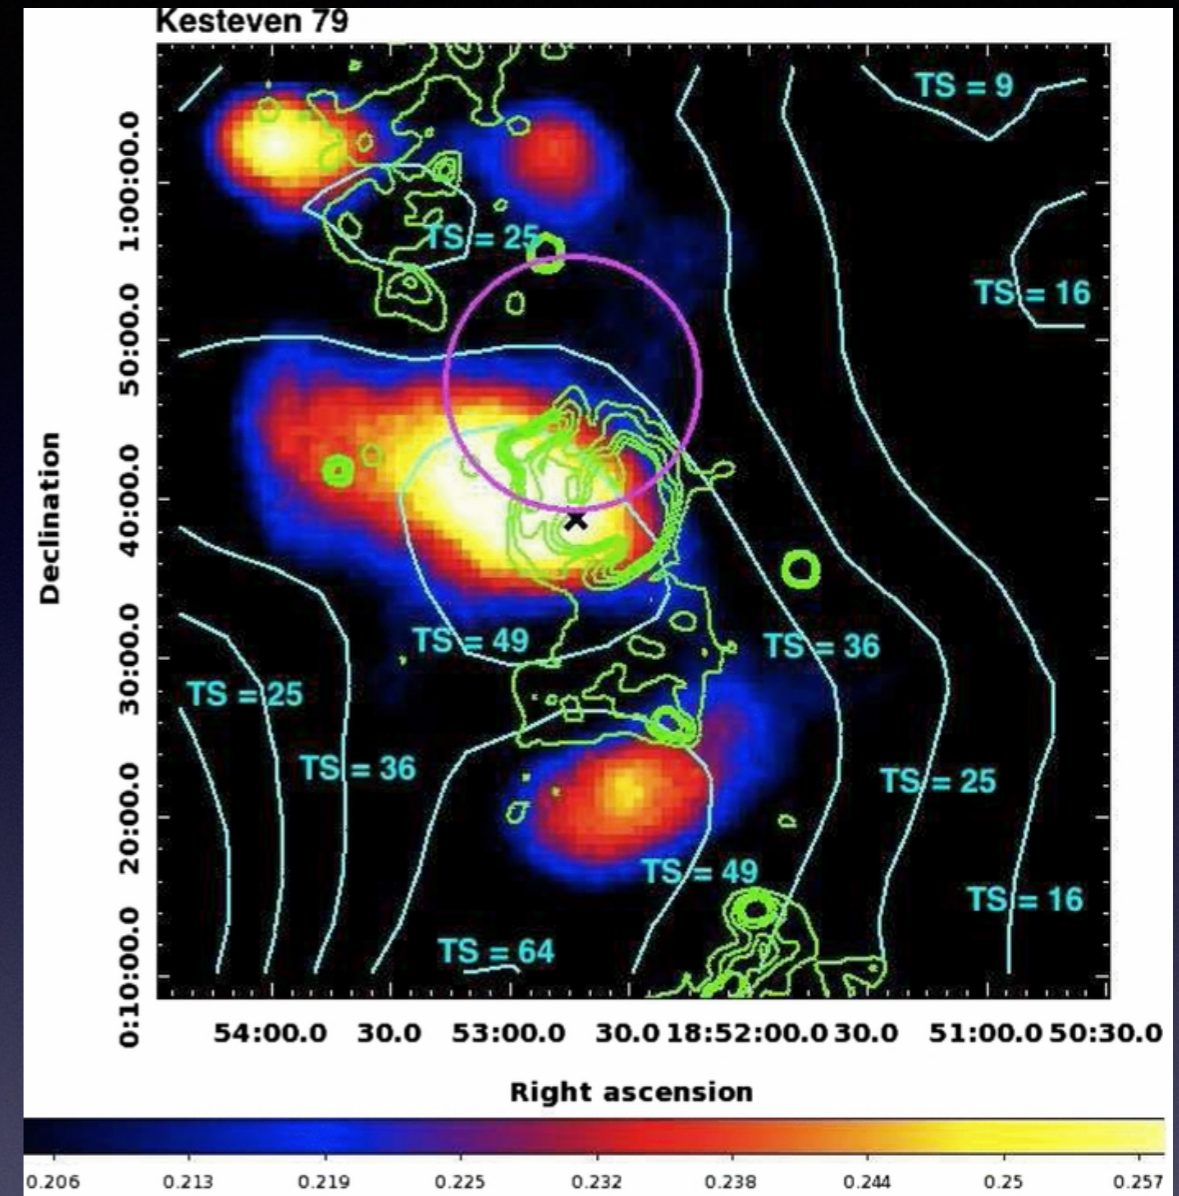 Kesteven 79
TS = 9
TS = 25
TS = 16
TS = 49
TS = 36
TS = 25
TS = 36
TS = 25
TS = 49
TS = 16
TS = 64
Declination
1:00:00.0
50:00.0
40:00.0
30:00.0
20:00.0
0:10:00.0
54:00.0 30.0 53:00.0 30.0 18:52:00.0 30.0 51:00.0 50:30.0
Right ascension
0.206 0.213 0.219 0.225 0.232 0.238 0.244 0.25 0.257